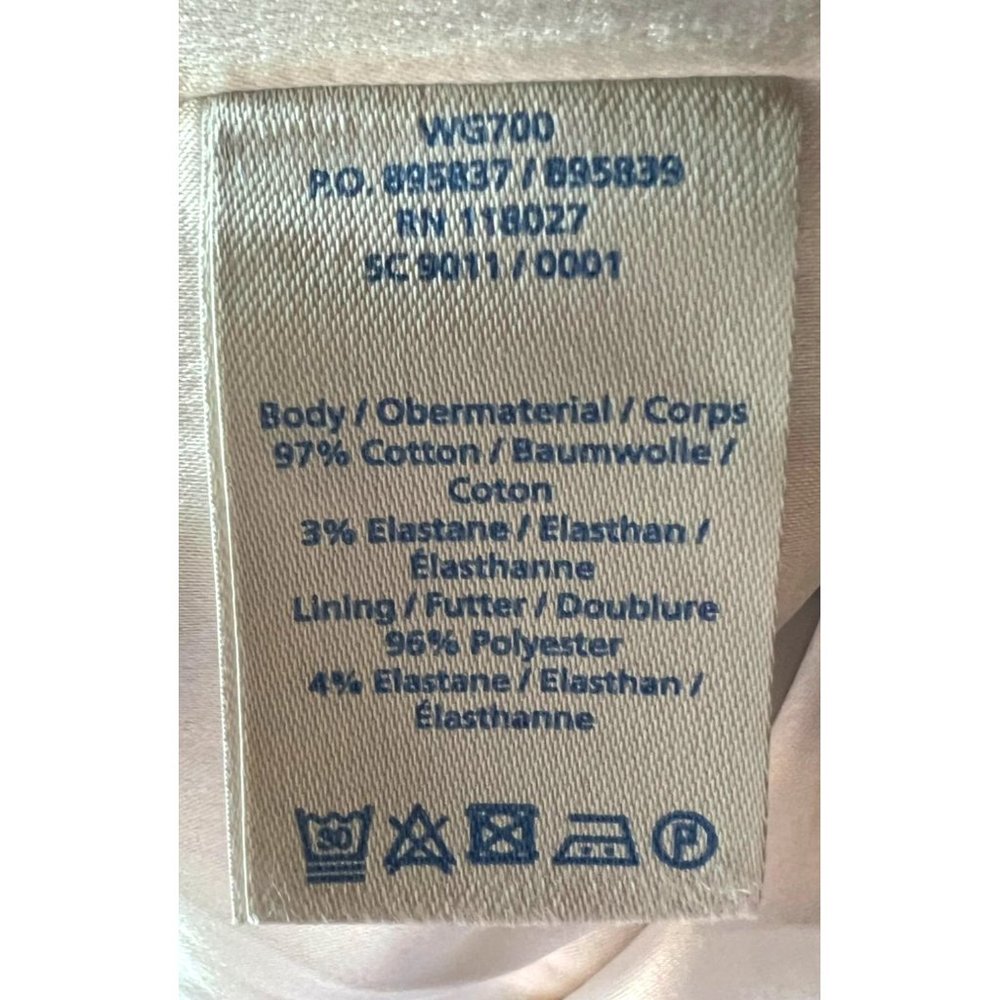 WG700
P.O. 895837 / 895839
RN 118027
SC 9011 / 0001
Body / Obermaterial / Corps
97% Cotton / Baumwolle /
Coton
3% Elastane / Elasthan /
Élasthanne
Lining / Futter / Doublure
96% Polyester
4% Elastane / Elasthan /
Élasthanne
30 P